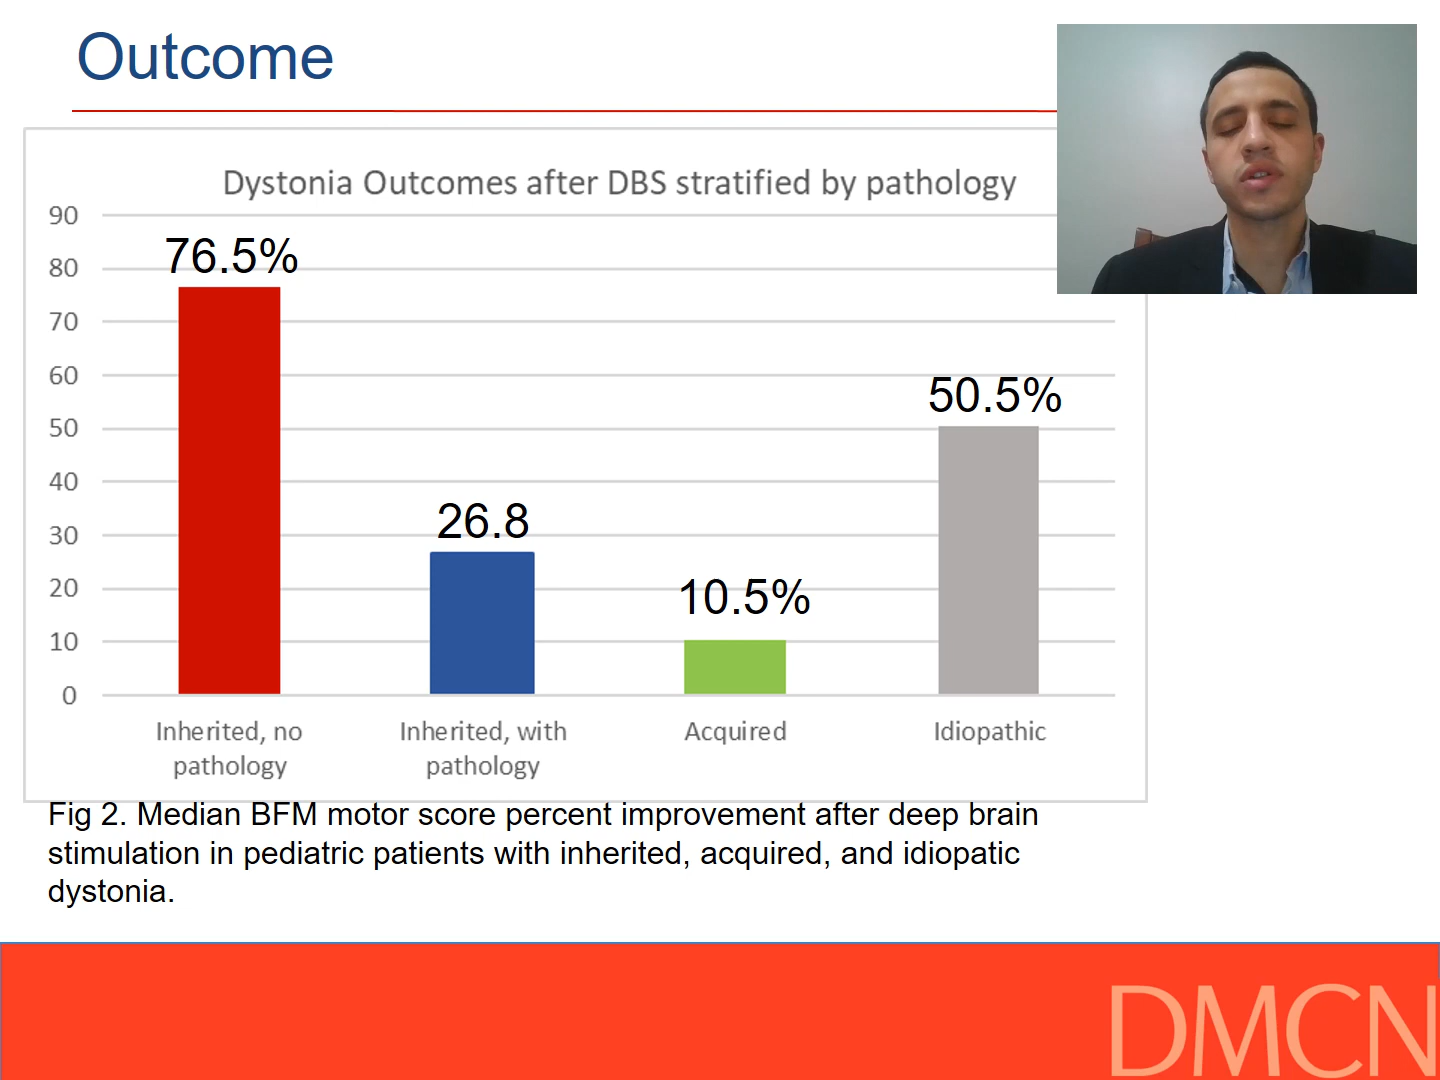 Outcome
Dystonia Outcomes after DBS stratified by pathology
90
80
70
60
50
40
30
20
10
0
76.5%
26.8
10.5%
50.5%
Inherited, no
pathology
Inherited, with
pathology
Acquired
Idiopathic
Fig 2. Median BFM motor score percent improvement after deep brain
stimulation in pediatric patients with inherited, acquired, and idiopatic
dystonia.
DMCN